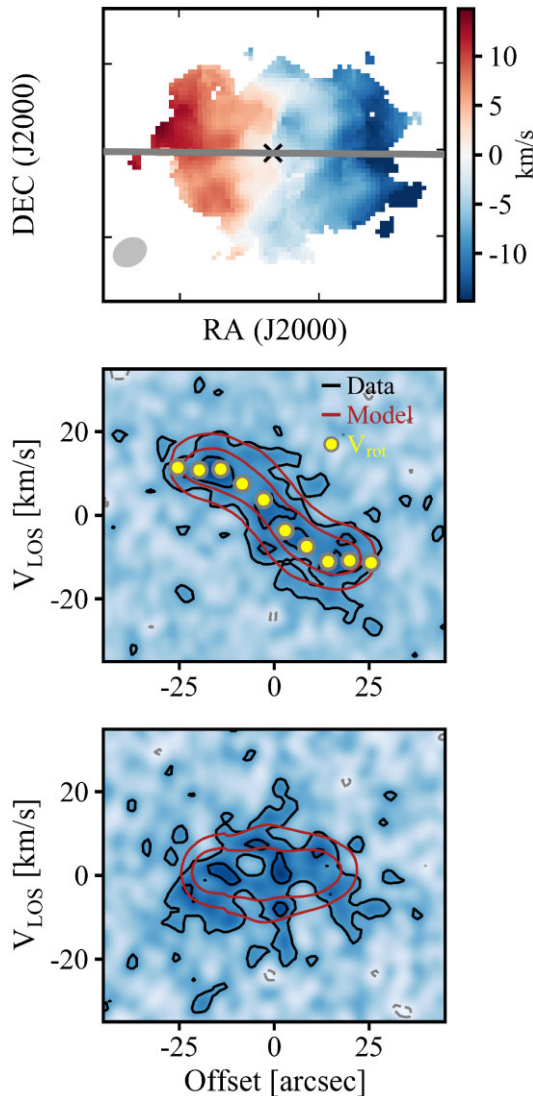 DEC (J2000)
10
5
0
-5
-10
km/s
RA (J2000)
Data
Model
V_rot
20
0
-20
V_LOS [km/s]
-25
0
25
20
0
-20
V_LOS [km/s]
-25
0
25
Offset [arcsec]